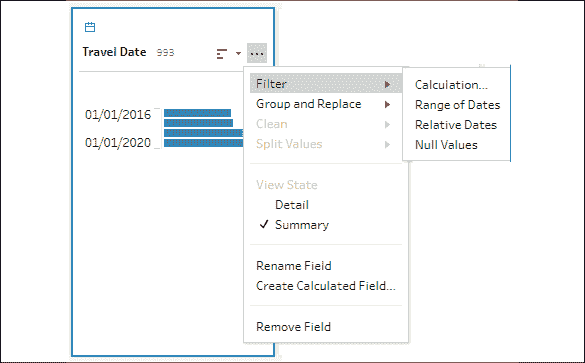 Travel Date 993
01/01/2016
01/01/2020
Filter
Group and Replace
Clean
Split Values
View State
Detail
Summary
Rename Field
Create Calculated Field...
Remove Field
Calculation...
Range of Dates
Relative Dates
Null Values